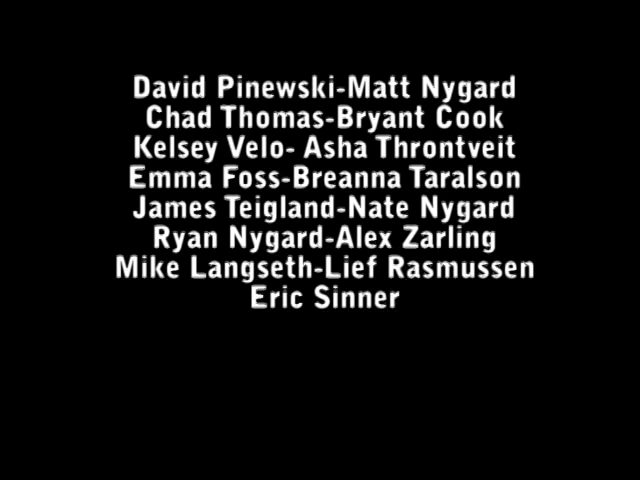 David Pinewski-Matt Nygard
Chad Thomas-Bryant Cook
Kelsey Velo- Asha Throntveit
Emma Foss-Breanna Taralson
James Teigland-Nate Nygard
Ryan Nygard-Alex Zarling
Mike Langseth-Lief Rasmussen
Eric Sinner